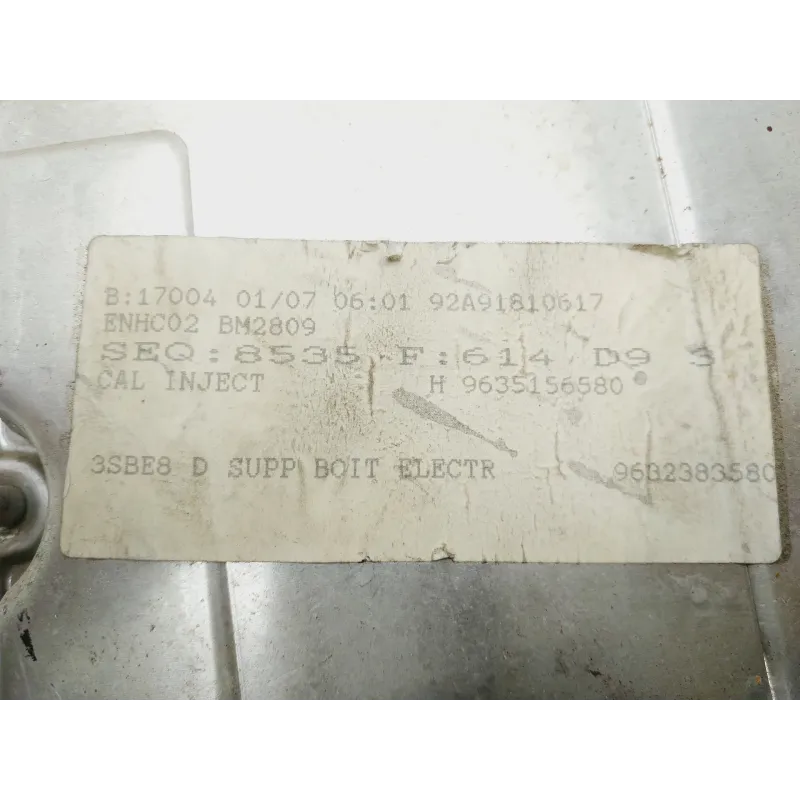 B:17004 01/07 06:01 92A91810617
ENHC02 BM2809
SEQ:8535 F:614 D9 3
CAL INJECT H 9635156580
3SBE8 D SUPP BOIT ELECTR 9632383580